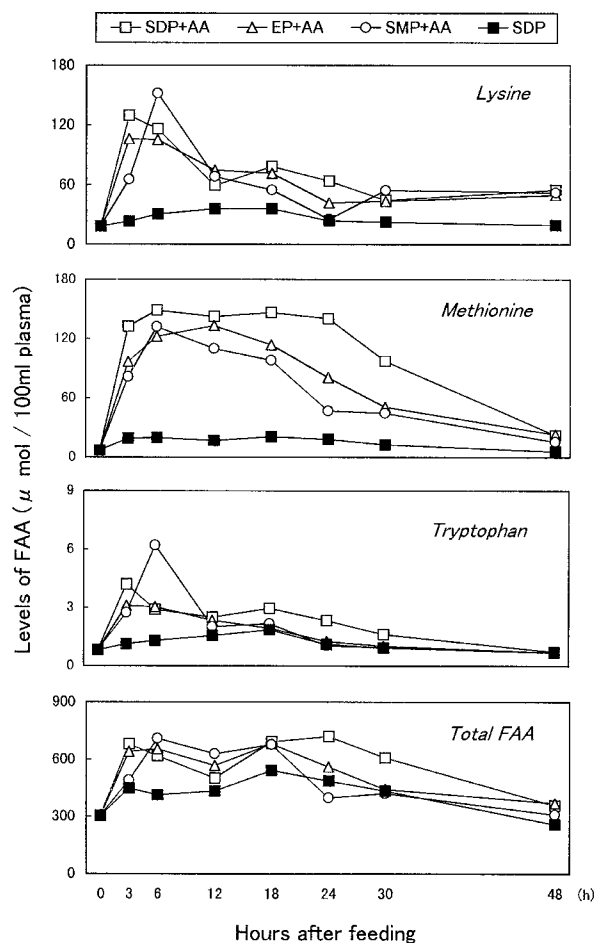 SDP+AA EP+AA SMP+AA SDP
Levels of FAA (μ mol / 100ml plasma)
180
120
60
0
Lysine
180
120
60
0
Methionine
9
6
3
0
Tryptophan
900
600
300
0
Total FAA
0 3 6 12 18 24 30 48 (h)
Hours after feeding